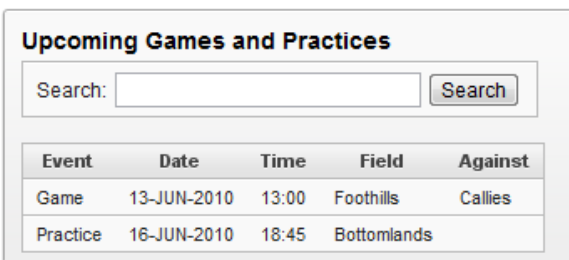 Upcoming Games and Practices
Search: Search
Event Date Time Field Against
Game 13-JUN-2010 13:00 Foothills Callies
Practice 16-JUN-2010 18:45 Bottomlands